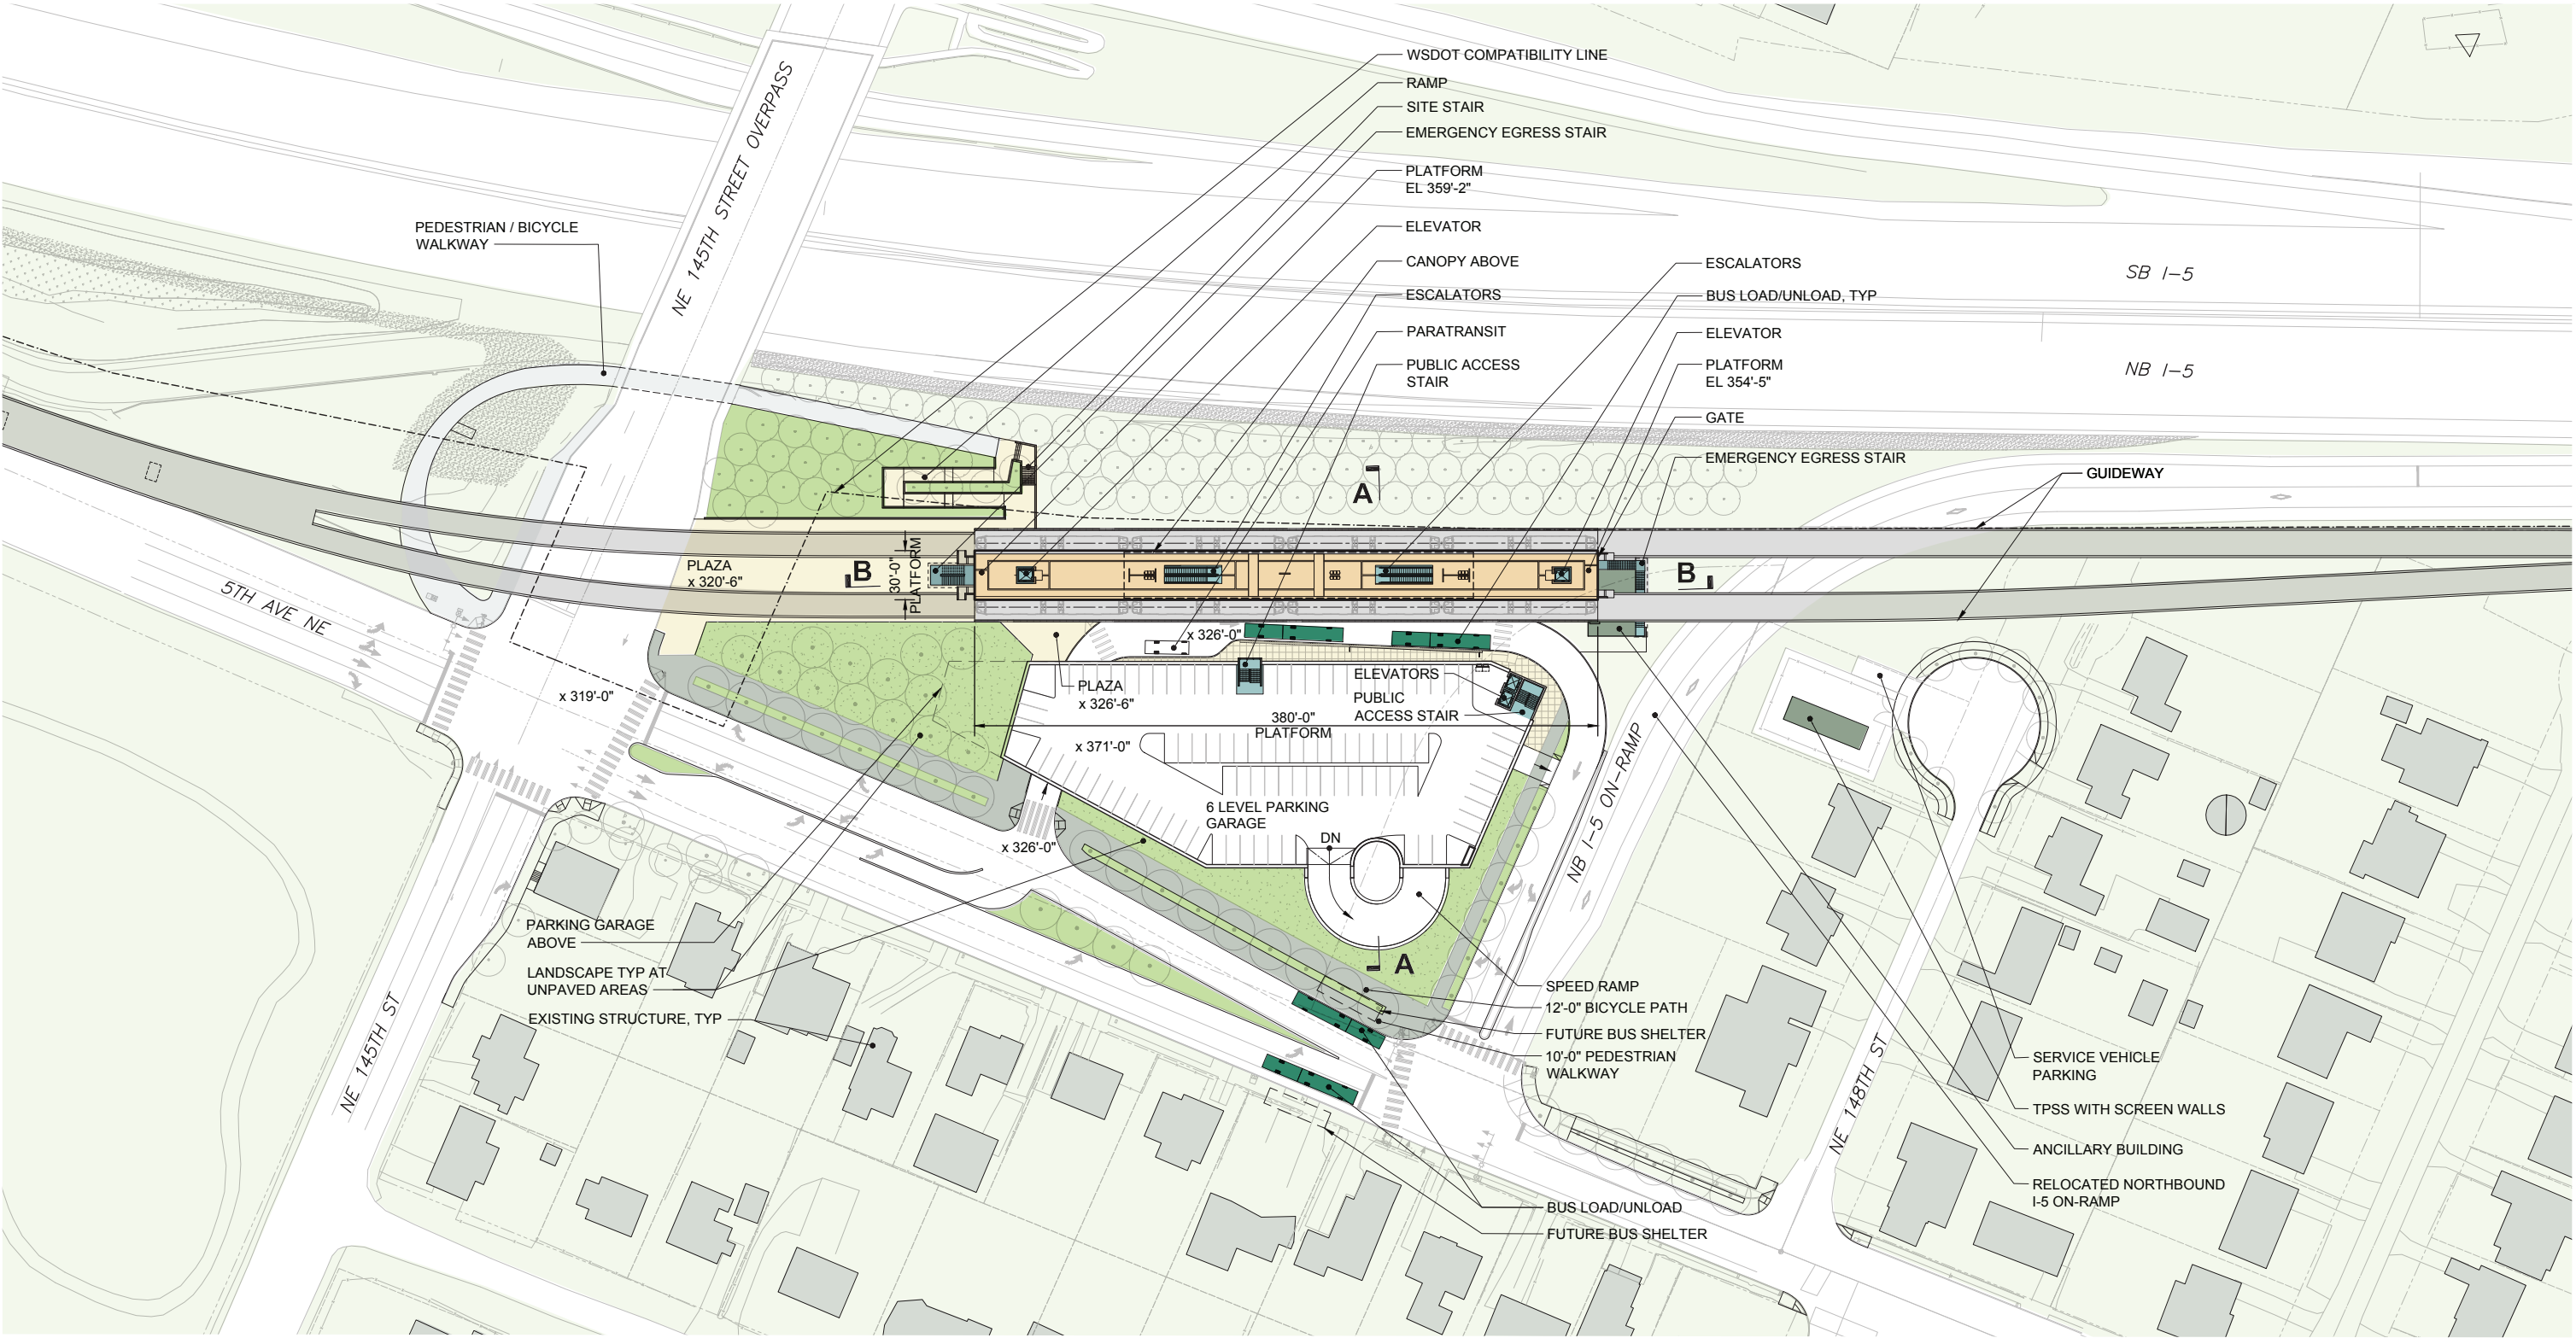 WSDOT COMPATIBILITY LINE
RAMP
SITE STAIR
EMERGENCY EGRESS STAIR
PLATFORM
EL 359'-2"
ELEVATOR
CANOPY ABOVE
ESCALATORS
PARATRANSIT
PUBLIC ACCESS
STAIR
ESCALATORS
BUS LOAD/UNLOAD, TYP
ELEVATOR
PLATFORM
EL 354'-5"
GATE
EMERGENCY EGRESS STAIR
GUIDEWAY
SB I-5
NB I-5
NE 145TH STREET OVERPASS
PEDESTRIAN / BICYCLE
WALKWAY
A
B
B
30'-0"
PLATFORM
PLAZA
x 320'-6"
5TH AVE NE
x 319'-0"
x 326'-0"
PLAZA
x 326'-6"
ELEVATORS
PUBLIC
ACCESS STAIR
380'-0"
PLATFORM
x 371'-0"
6 LEVEL PARKING
GARAGE
DN
x 326'-0"
NB I-5 ON-RAMP
PARKING GARAGE
ABOVE
LANDSCAPE TYP AT
UNPAVED AREAS
EXISTING STRUCTURE, TYP
A
NE 145TH ST
SPEED RAMP
12'-0" BICYCLE PATH
FUTURE BUS SHELTER
10'-0" PEDESTRIAN
WALKWAY
BUS LOAD/UNLOAD
FUTURE BUS SHELTER
NE 148TH ST
SERVICE VEHICLE
PARKING
TPSS WITH SCREEN WALLS
ANCILLARY BUILDING
RELOCATED NORTHBOUND
I-5 ON-RAMP